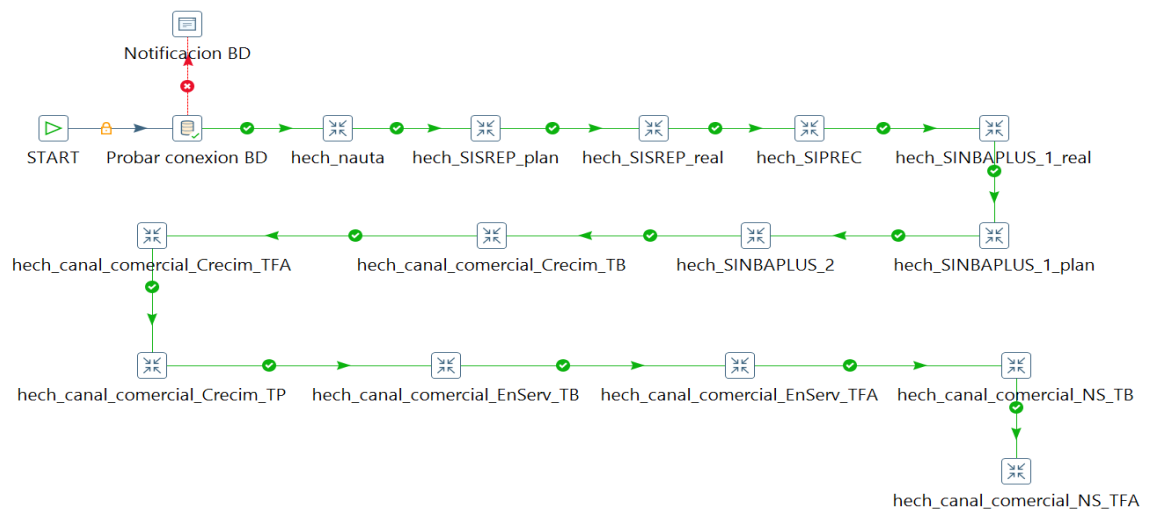 Notificacion BD
START
Probar conexion BD
hech_nauta
hech_SISREP_plan
hech_SISREP_real
hech_SIPREC
hech_SINBAPLUS_1_real
hech_canal_comercial_Crecim_TFA
hech_canal_comercial_Crecim_TB
hech_SINBAPLUS_2
hech_SINBAPLUS_1_plan
hech_canal_comercial_Crecim_TP
hech_canal_comercial_EnServ_TB
hech_canal_comercial_EnServ_TFA
hech_canal_comercial_NS_TB
hech_canal_comercial_NS_TFA